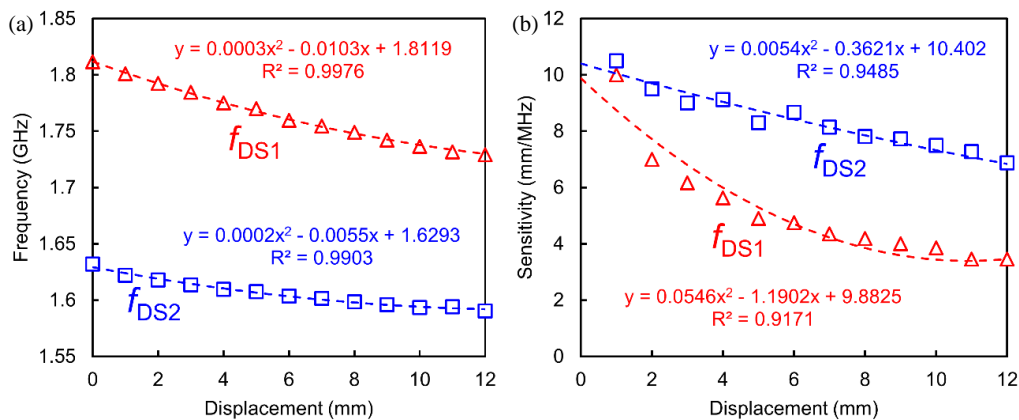 (a)
1.85
1.8
1.75
1.7
1.65
1.6
1.55
Frequency (GHz)
y = 0.0003x² - 0.0103x + 1.8119
R² = 0.9976
fDS1
y = 0.0002x² - 0.0055x + 1.6293
R² = 0.9903
fDS2
0 2 4 6 8 10 12
Displacement (mm)
(b)
12
10
8
6
4
2
0
Sensitivity (mm/MHz)
y = 0.0054x² - 0.3621x + 10.402
R² = 0.9485
fDS2
fDS1
y = 0.0546x² - 1.1902x + 9.8825
R² = 0.9171
2 4 6 8 10 12
Displacement (mm)